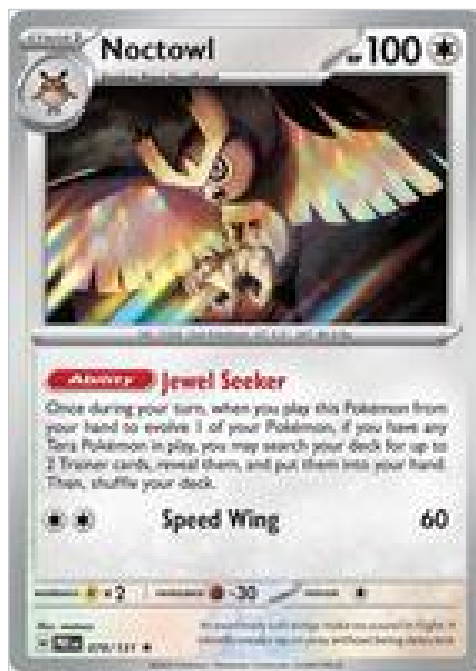 Noctowl
100
Ability Jewel Seeker
Once during your turn, when you play this Pokémon from
your hand to evolve 1 of your Pokémon, if you have any
Tera Pokémon in play, you may search your deck for up to
2 Trainer cards, reveal them, and put them into your hand.
Then, shuffle your deck.
Speed Wing 60
×2 -30